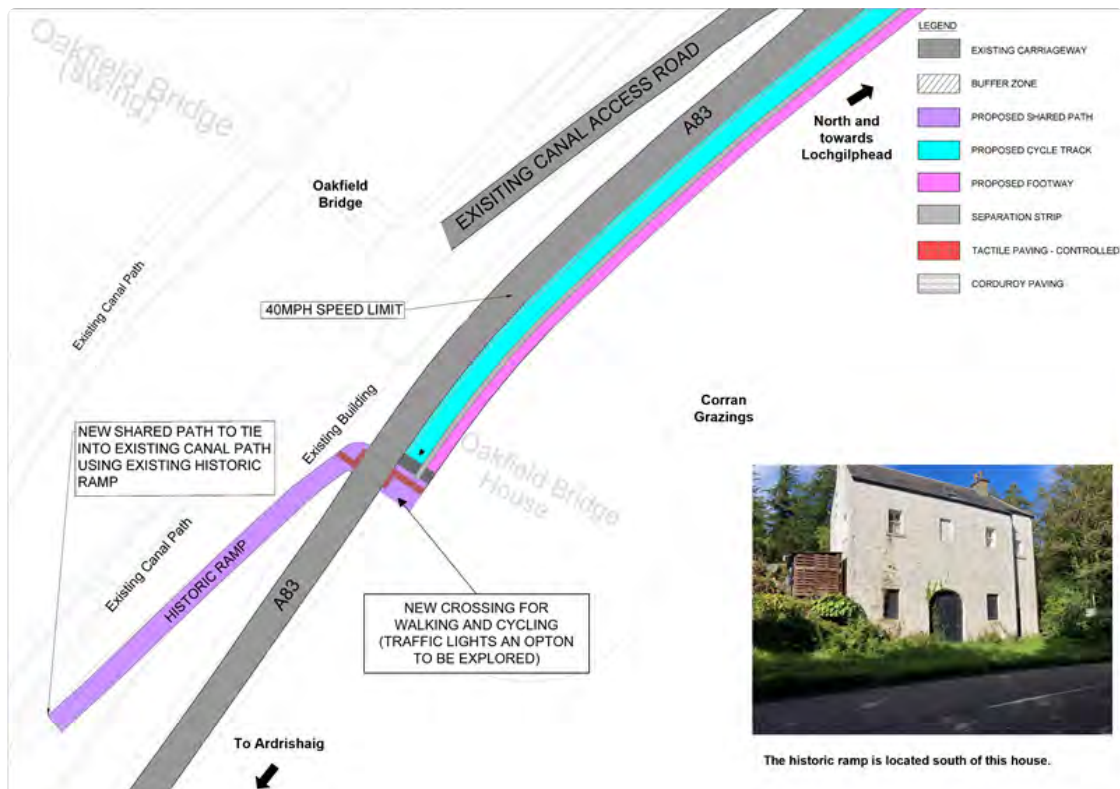 Oakfield Bridge
(Swing)
EXISITING CANAL ACCESS ROAD
A83
North and
towards
Lochgilphead
LEGEND
EXISTING CARRIAGEWAY
BUFFER ZONE
PROPOSED SHARED PATH
PROPOSED CYCLE TRACK
PROPOSED FOOTWAY
SEPARATION STRIP
TACTILE PAVING - CONTROLLED
CORDUROY PAVING
Oakfield
Bridge
Existing Canal Path
40MPH SPEED LIMIT
Corran
Grazings
Existing Building
NEW SHARED PATH TO TIE
INTO EXISTING CANAL PATH
USING EXISTING HISTORIC
RAMP
Oakfield Bridge
House
Existing Canal Path
HISTORIC RAMP
A83
NEW CROSSING FOR
WALKING AND CYCLING
(TRAFFIC LIGHTS AN OPTON
TO BE EXPLORED)
To Ardrishaig
The historic ramp is located south of this house.